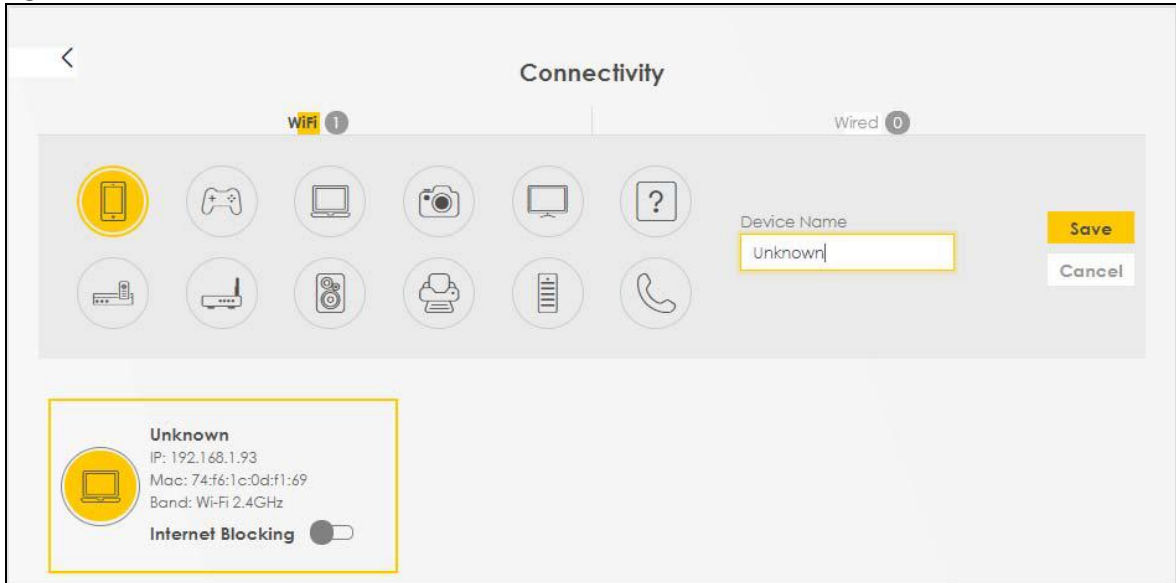 Connectivity
WiFi 1
Wired 0
?
Device Name
Unknown
Save
Cancel
Unknown
IP: 192.168.1.93
Mac: 74:f6:1c:0d:f1:69
Band: Wi-Fi 2.4GHz
Internet Blocking